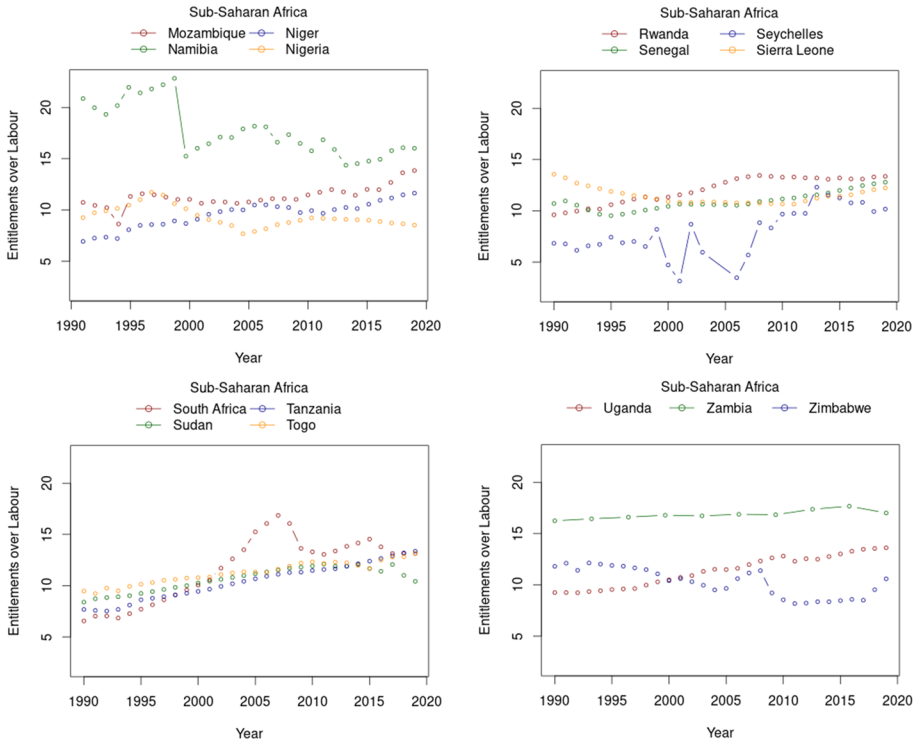 Sub-Saharan Africa
Mozambique Niger
Namibia Nigeria
Entitlements over Labour
20
15
10
5
1990 1995 2000 2005 2010 2015 2020
Year
Sub-Saharan Africa
Rwanda Seychelles
Senegal Sierra Leone
Entitlements over Labour
20
15
10
5
1990 1995 2000 2005 2010 2015 2020
Year
Sub-Saharan Africa
South Africa Tanzania
Sudan Togo
Entitlements over Labour
20
15
10
5
1990 1995 2000 2005 2010 2015 2020
Year
Sub-Saharan Africa
Uganda Zambia Zimbabwe
Entitlements over Labour
20
15
10
5
1990 1995 2000 2005 2010 2015 2020
Year